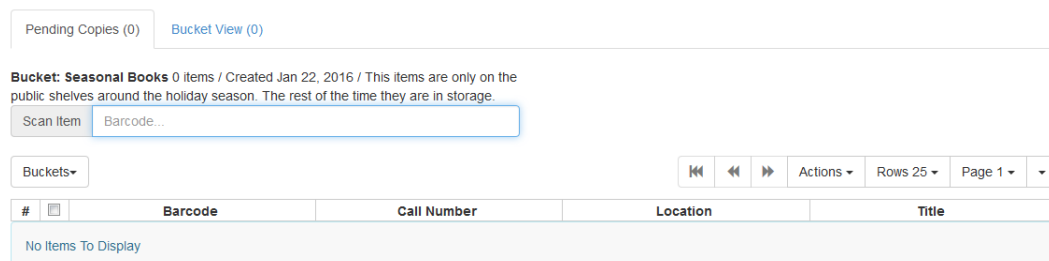 Pending Copies (0) Bucket View (0)
Bucket: Seasonal Books 0 items / Created Jan 22, 2016 / This items are only on the
public shelves around the holiday season. The rest of the time they are in storage.
Scan Item Barcode...
Buckets Actions Rows 25 Page 1
# Barcode Call Number Location Title
No Items To Display